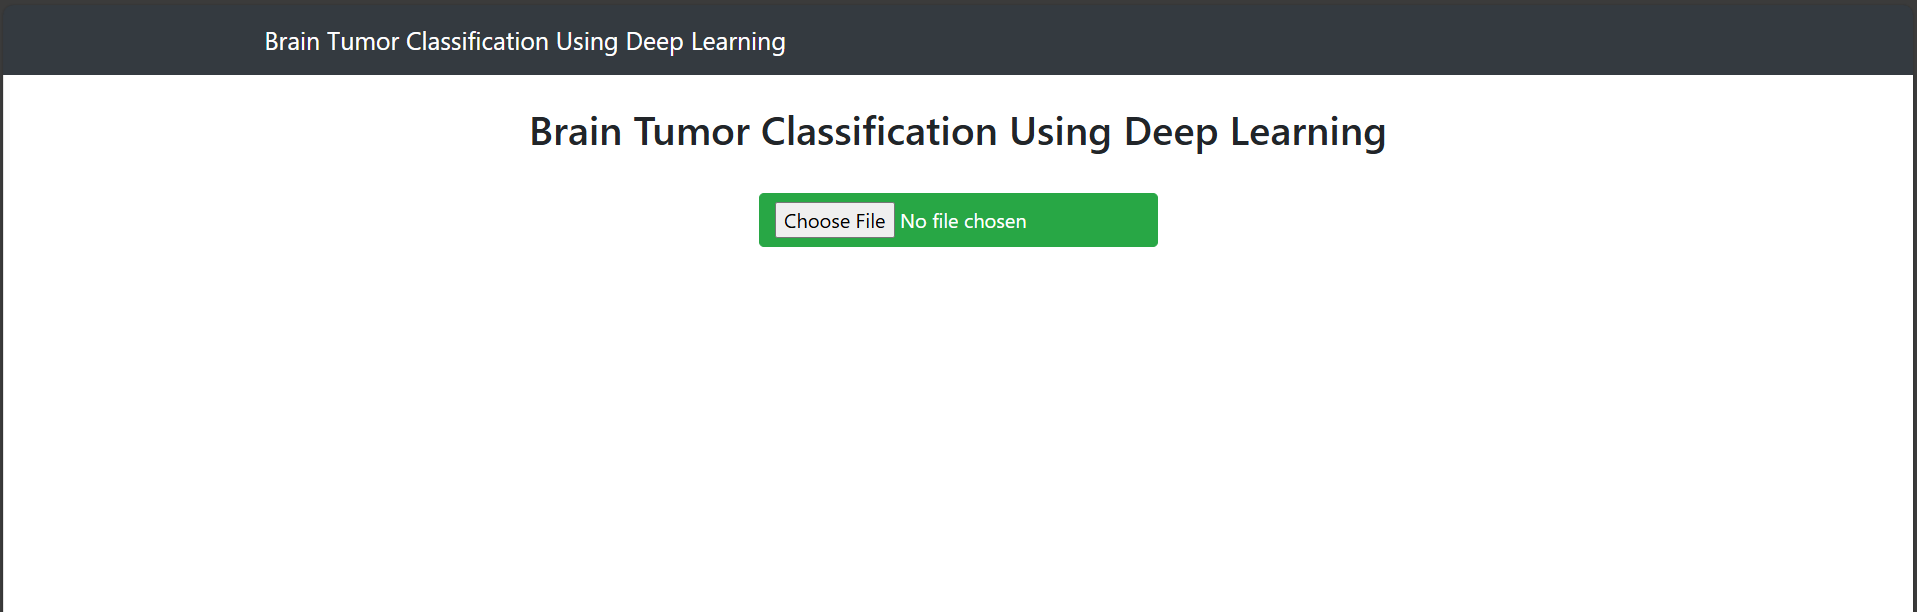 Brain Tumor Classification Using Deep Learning
Brain Tumor Classification Using Deep Learning
Choose File No file chosen